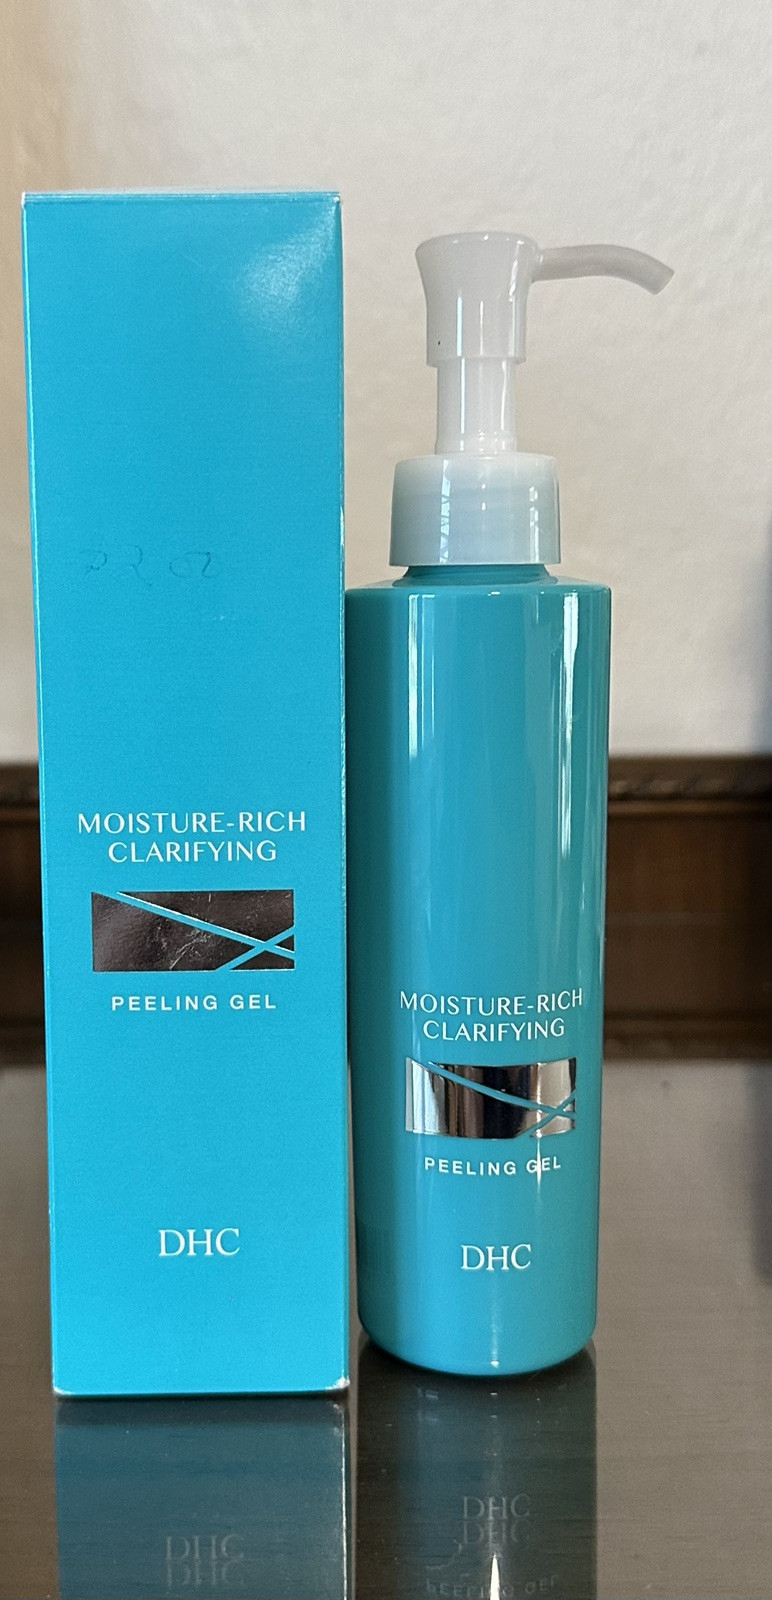 MOISTURE-RICH
CLARIFYING
PEELING GEL
DHC
MOISTURE-RICH
CLARIFYING
PEELING GEL
DHC